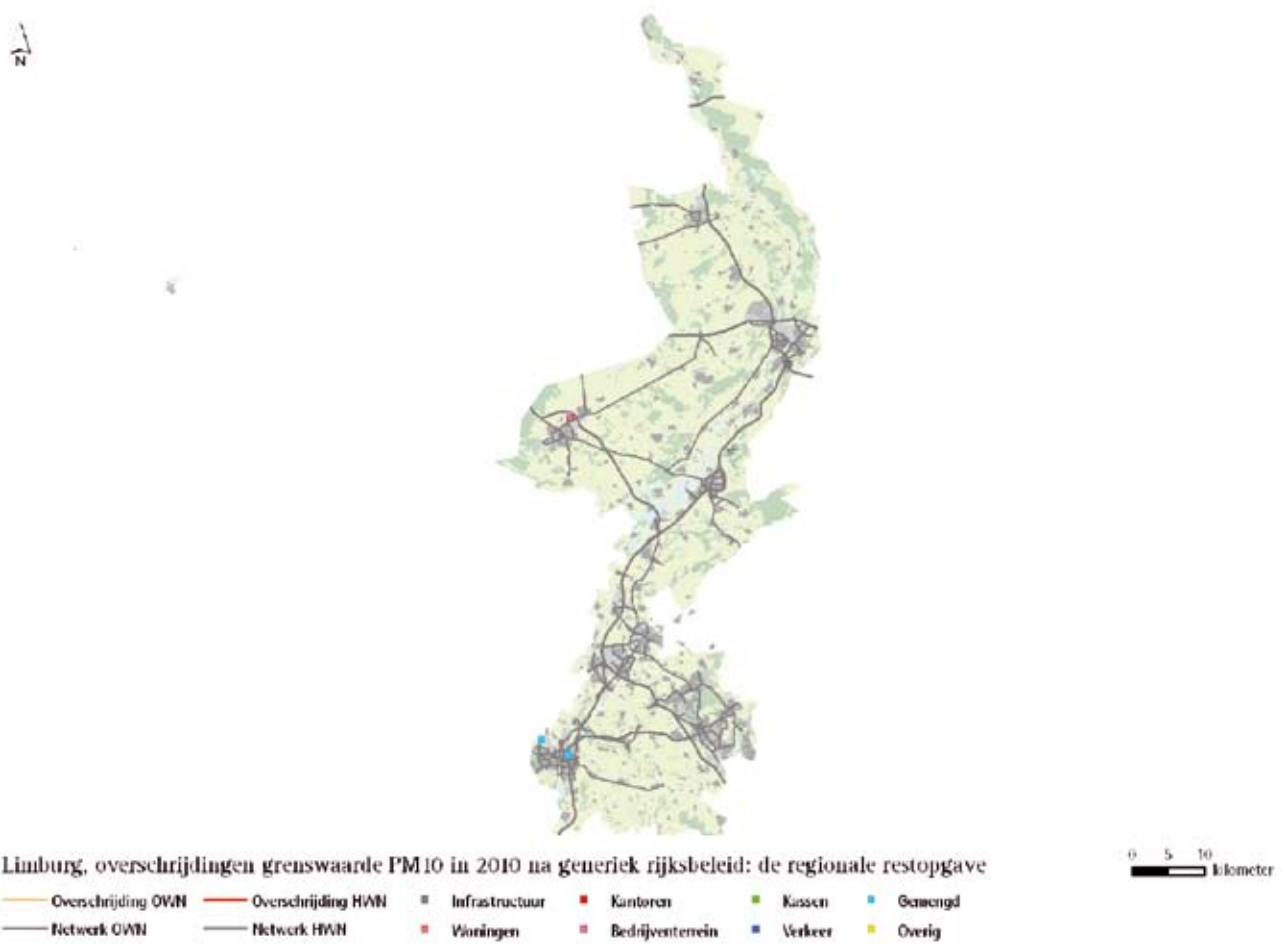 N
Limburg, overschrijdingen grenswaarde PM10 in 2010 na generiek rijksbeleid: de regionale restopgave
0 5 10
kilometer
Overschrijding OWN Overschrijding HWN Infrastructuur Kantoren Kassen Gemengd
Netwerk OWN Netwerk HWN Woningen Bedrijventerrein Verkeer Overig